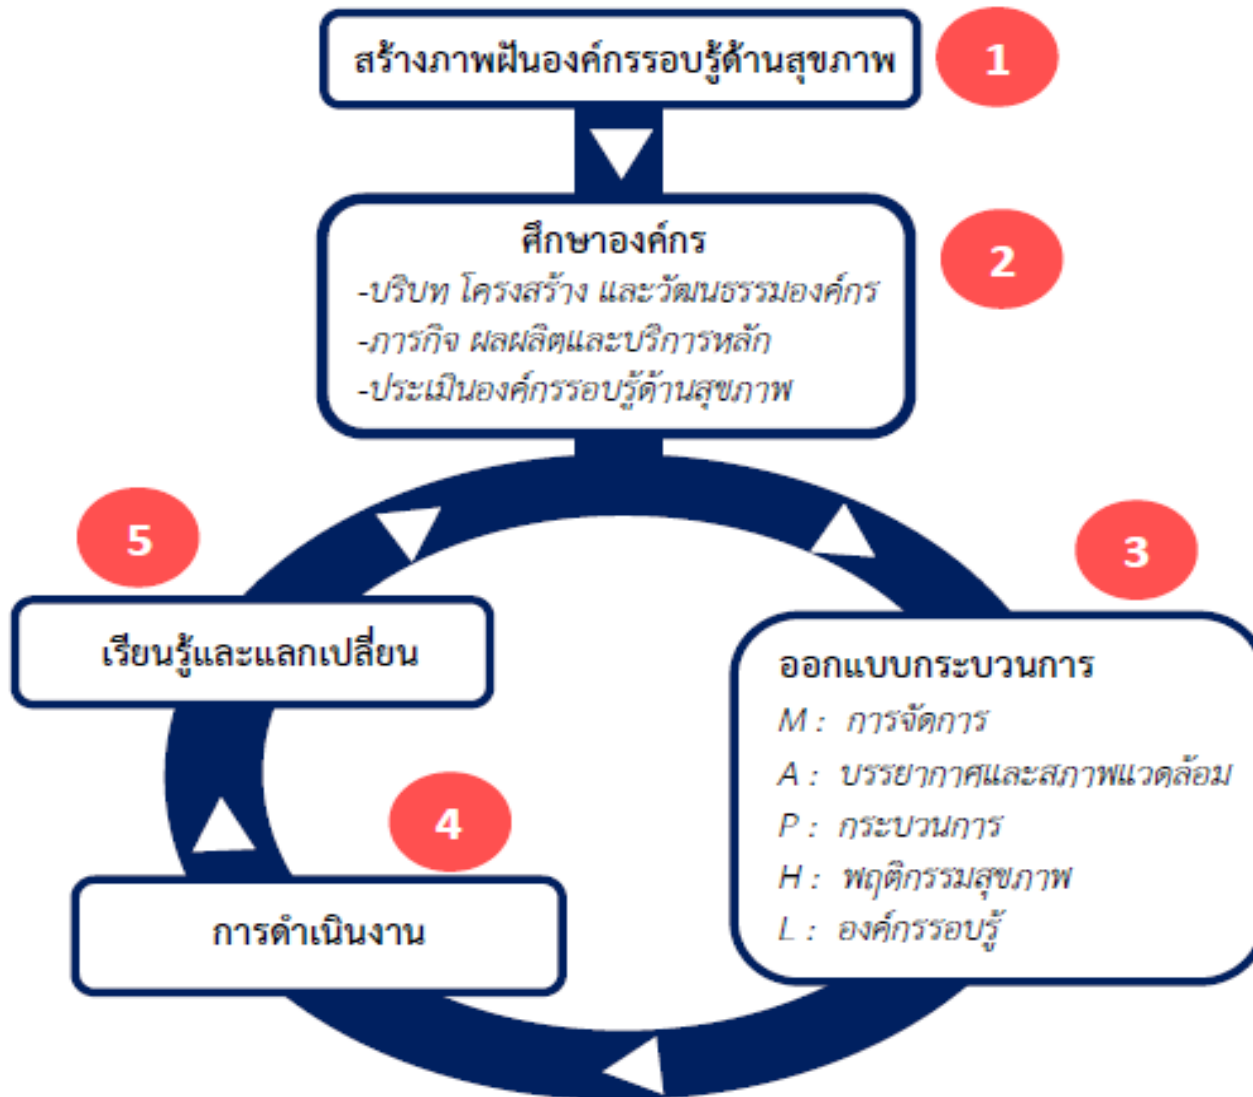 สร้างภาพฝันองค์กรรอบรู้ด้านสุขภาพ
1
ศึกษาองค์กร
-บริบท โครงสร้าง และวัฒนธรรมองค์กร
-ภารกิจ ผลผลิตและบริการหลัก
-ประเมินองค์กรรอบรู้ด้านสุขภาพ
2
3
ออกแบบกระบวนการ
M : การจัดการ
A : บรรยากาศและสภาพแวดล้อม
P : กระบวนการ
H : พฤติกรรมสุขภาพ
L : องค์กรรอบรู้
4
การดำเนินงาน
5
เรียนรู้และแลกเปลี่ยน